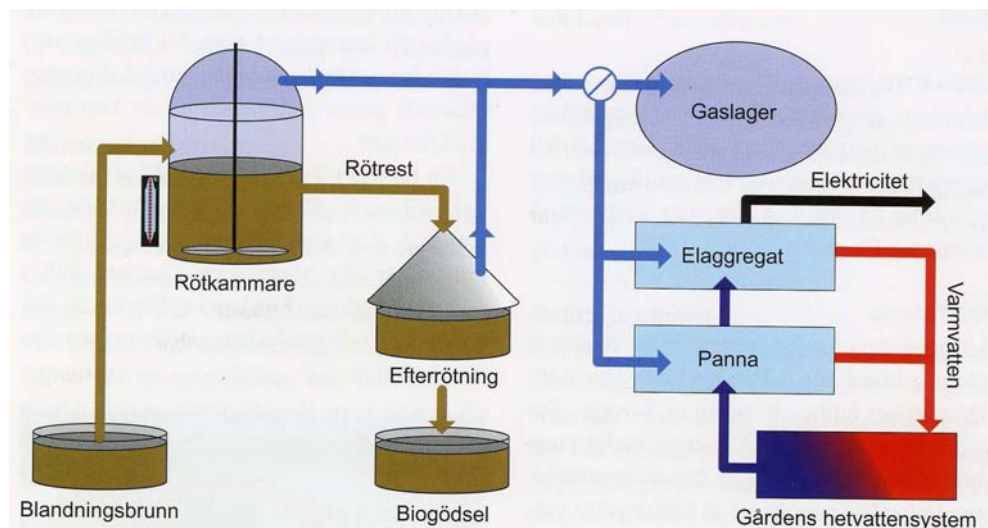 Gaslager
Elektricitet
Rötrest
Elaggregat
Rötkammare
Varmvatten
Panna
Efterrötning
Blandningsbrunn
Biogödsel
Gårdens hetvattensystem